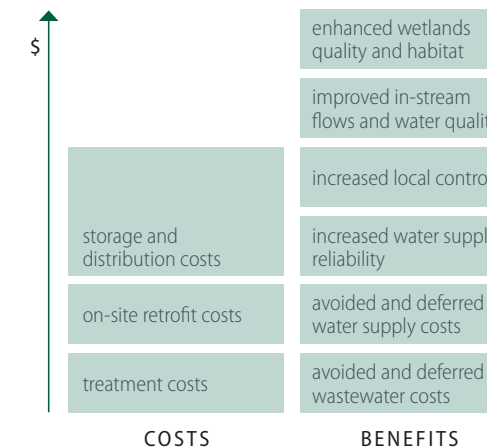 $
storage and
distribution costs
on-site retrofit costs
treatment costs
COSTS
enhanced wetlands
quality and habitat
improved in-stream
flows and water qualit
increased local contro
increased water suppl
reliability
avoided and deferred
water supply costs
avoided and deferred
wastewater costs
BENEFITS